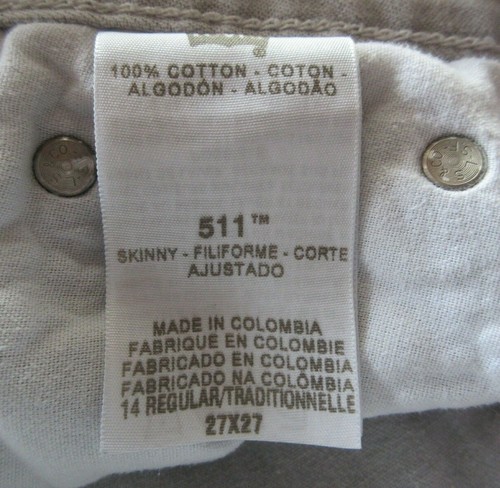 100% COTTON - COTON -
ALGODÓN - ALGODÃO
511™
SKINNY - FILIFORME - CORTE
AJUSTADO
MADE IN COLOMBIA
FABRIQUE EN COLOMBIE
FABRICADO EN COLOMBIA
FABRICADO NA COLÔMBIA
14 REGULAR/TRADITIONNELLE
27X27